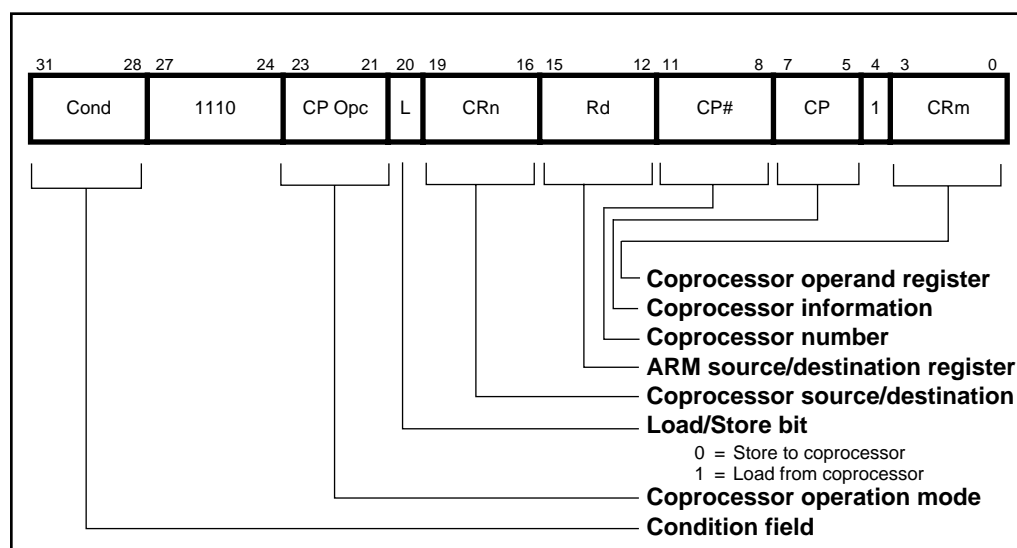 31 28 27 24 23 21 20 19 16 15 12 11 8 7 5 4 3 0
Cond 1110 CP Opc L CRn Rd CP# CP 1 CRm
Coprocessor operand register
Coprocessor information
Coprocessor number
ARM source/destination register
Coprocessor source/destination
Load/Store bit
0 = Store to coprocessor
1 = Load from coprocessor
Coprocessor operation mode
Condition field